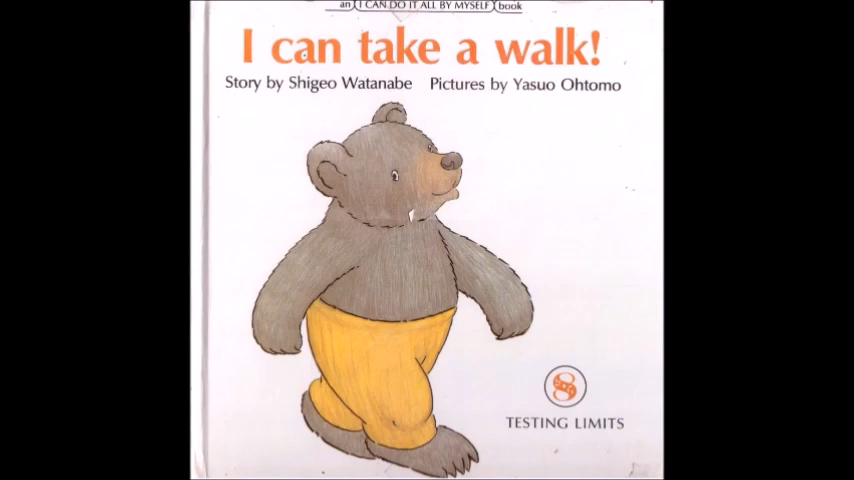 an I CAN DO IT ALL BY MYSELF book
I can take a walk!
Story by Shigeo Watanabe Pictures by Yasuo Ohtomo
8
TESTING LIMITS